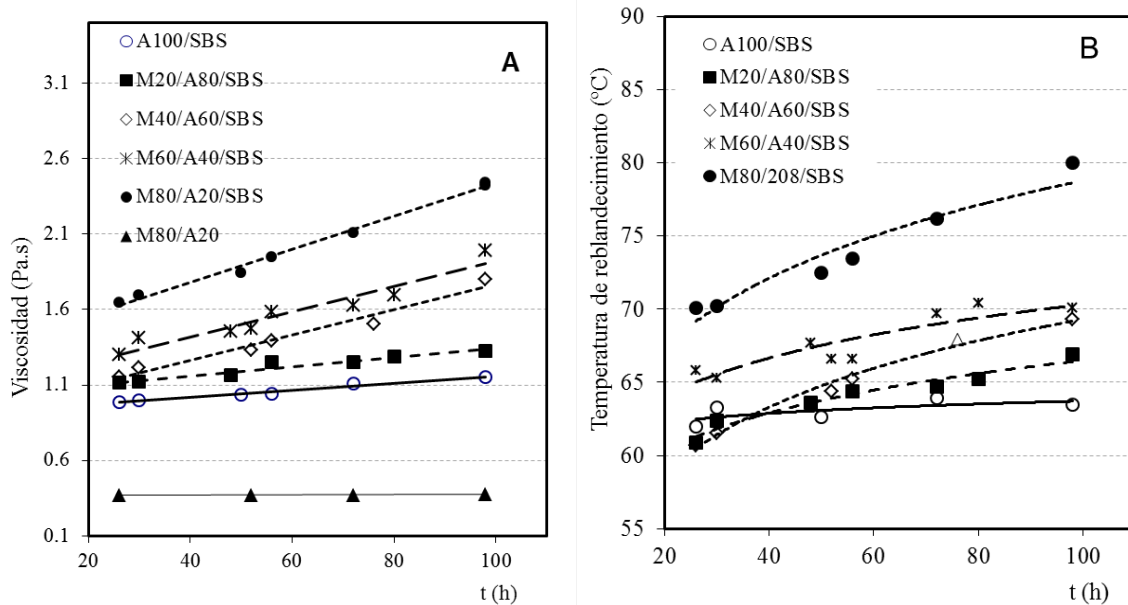 A
A100/SBS
M20/A80/SBS
M40/A60/SBS
M60/A40/SBS
M80/A20/SBS
M80/A20
Viscosidad (Pa.s)
3.1
2.6
2.1
1.6
1.1
0.6
0.1
20
40
60
80
100
t (h)
B
A100/SBS
M20/A80/SBS
M40/A60/SBS
M60/A40/SBS
M80/208/SBS
Temperatura de reblandecimiento (°C)
90
85
80
75
70
65
60
55
20
40
60
80
100
t (h)